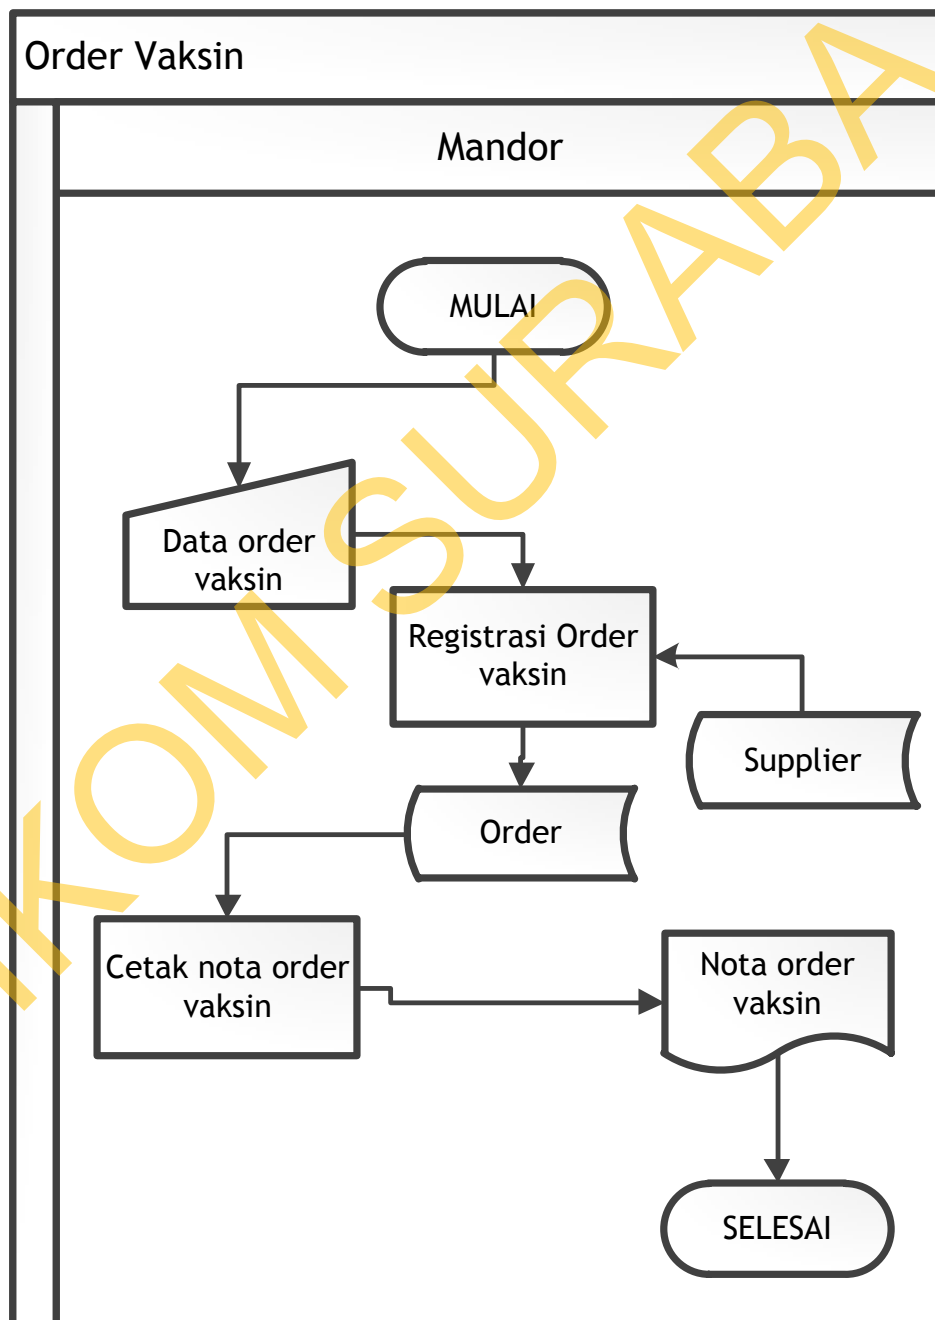 Order Vaksin
Mandor
MULAI
Data order
vaksin
Registrasi Order
vaksin
Supplier
Order
Cetak nota order
vaksin
Nota order
vaksin
SELESAI
KOM SURABA